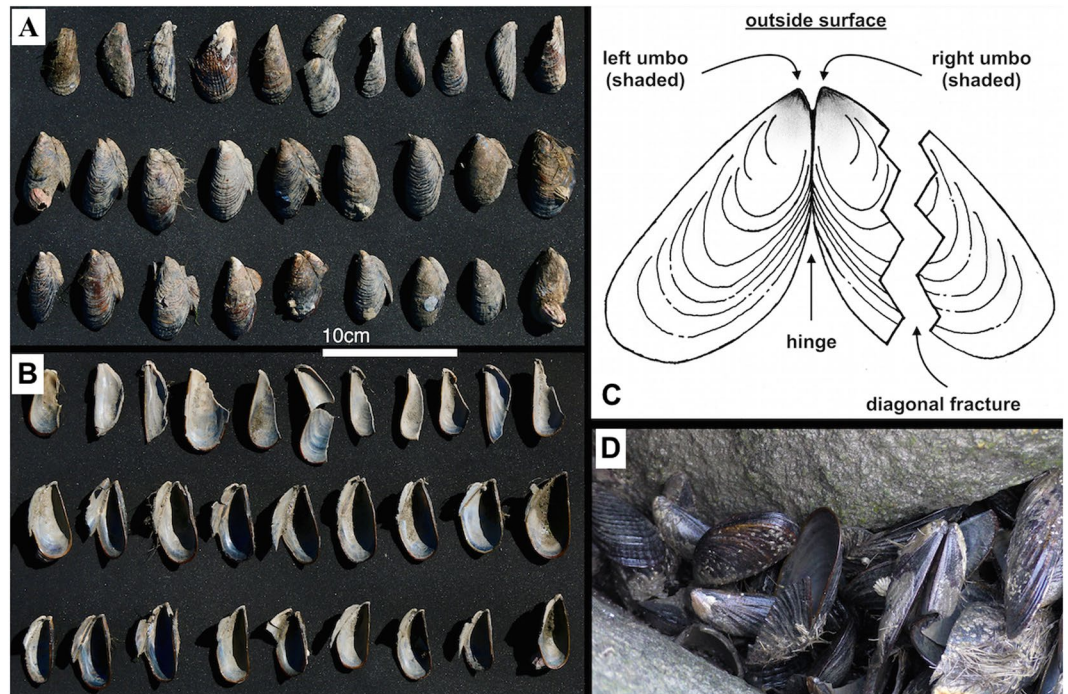 A
10cm
B
outside surface
left umbo
(shaded)
right umbo
(shaded)
hinge
diagonal fracture
C
D